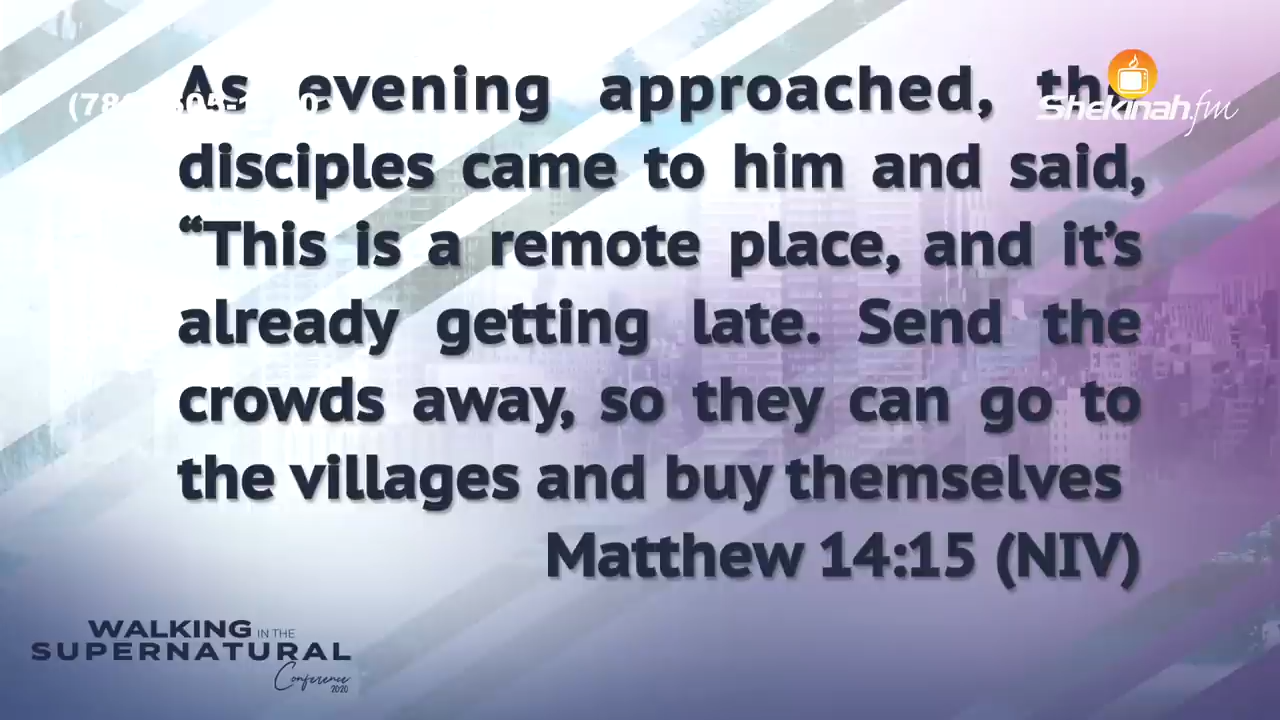 As evening approached, the
disciples came to him and said,
“This is a remote place, and it’s
already getting late. Send the
crowds away, so they can go to
the villages and buy themselves
Matthew 14:15 (NIV)
Shekinah.fm
WALKING IN THE
SUPERNATURAL
Conference
2020